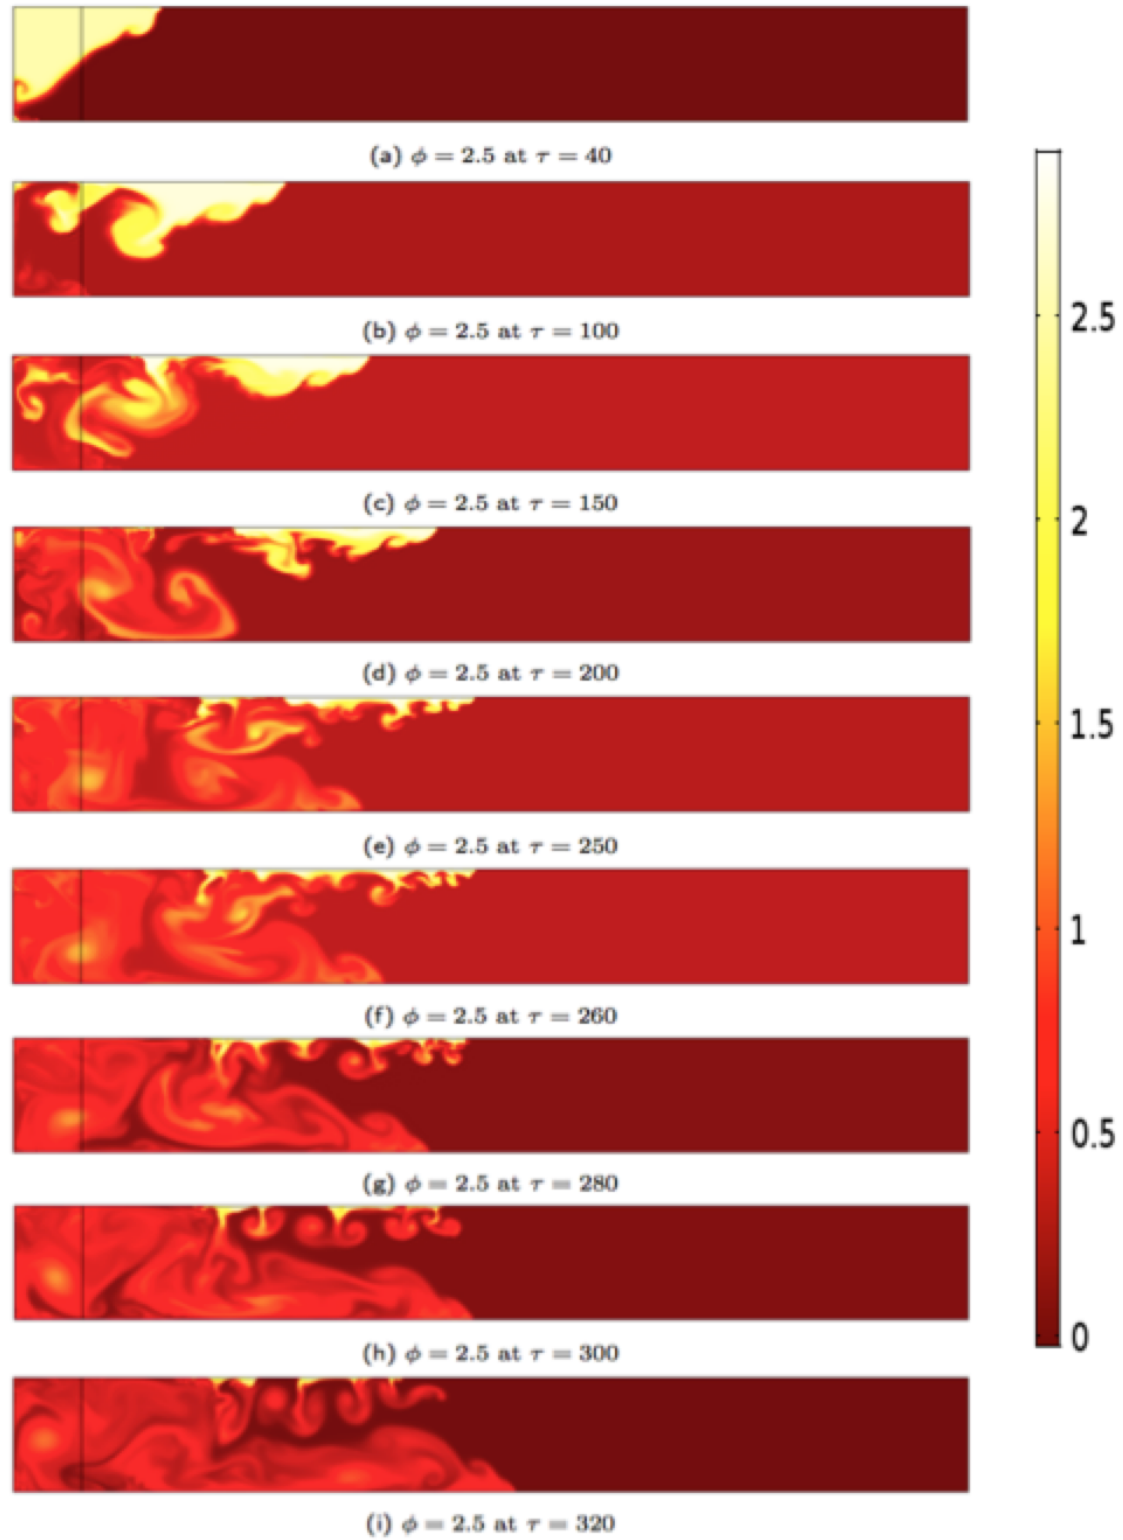 (a) ϕ = 2.5 at τ = 40
(b) ϕ = 2.5 at τ = 100
2.5
(c) ϕ = 2.5 at τ = 150
2
(d) ϕ = 2.5 at τ = 200
1.5
(e) ϕ = 2.5 at τ = 250
1
(f) ϕ = 2.5 at τ = 260
0.5
(g) ϕ = 2.5 at τ = 280
0
(h) ϕ = 2.5 at τ = 300
(i) ϕ = 2.5 at τ = 320